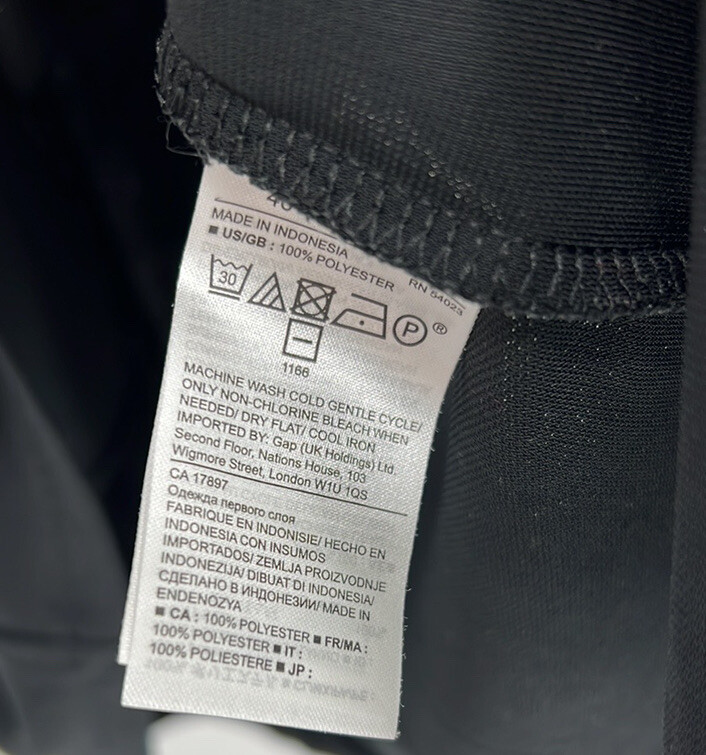 MADE IN INDONESIA
■ US/GB : 100% POLYESTER RN 54023
30 P ®
1166
MACHINE WASH COLD GENTLE CYCLE/
ONLY NON-CHLORINE BLEACH WHEN
NEEDED/ DRY FLAT/ COOL IRON
IMPORTED BY: Gap (UK Holdings) Ltd.
Second Floor, Nations House, 103
Wigmore Street, London W1U 1QS
CA 17897
Одежда первого слоя
FABRIQUE EN INDONISIE/ HECHO EN
INDONESIA CON INSUMOS
IMPORTADOS/ ZEMLJA PROIZVODNJE
INDONEZIJA/ DIBUAT DI INDONESIA/
СДЕЛАНО В ИНДОНЕЗИИ/ MADE IN
ENDENOZYA
■ CA : 100% POLYESTER ■ FR/MA :
100% POLYESTER ■ IT :
100% POLIESTERE ■ JP :